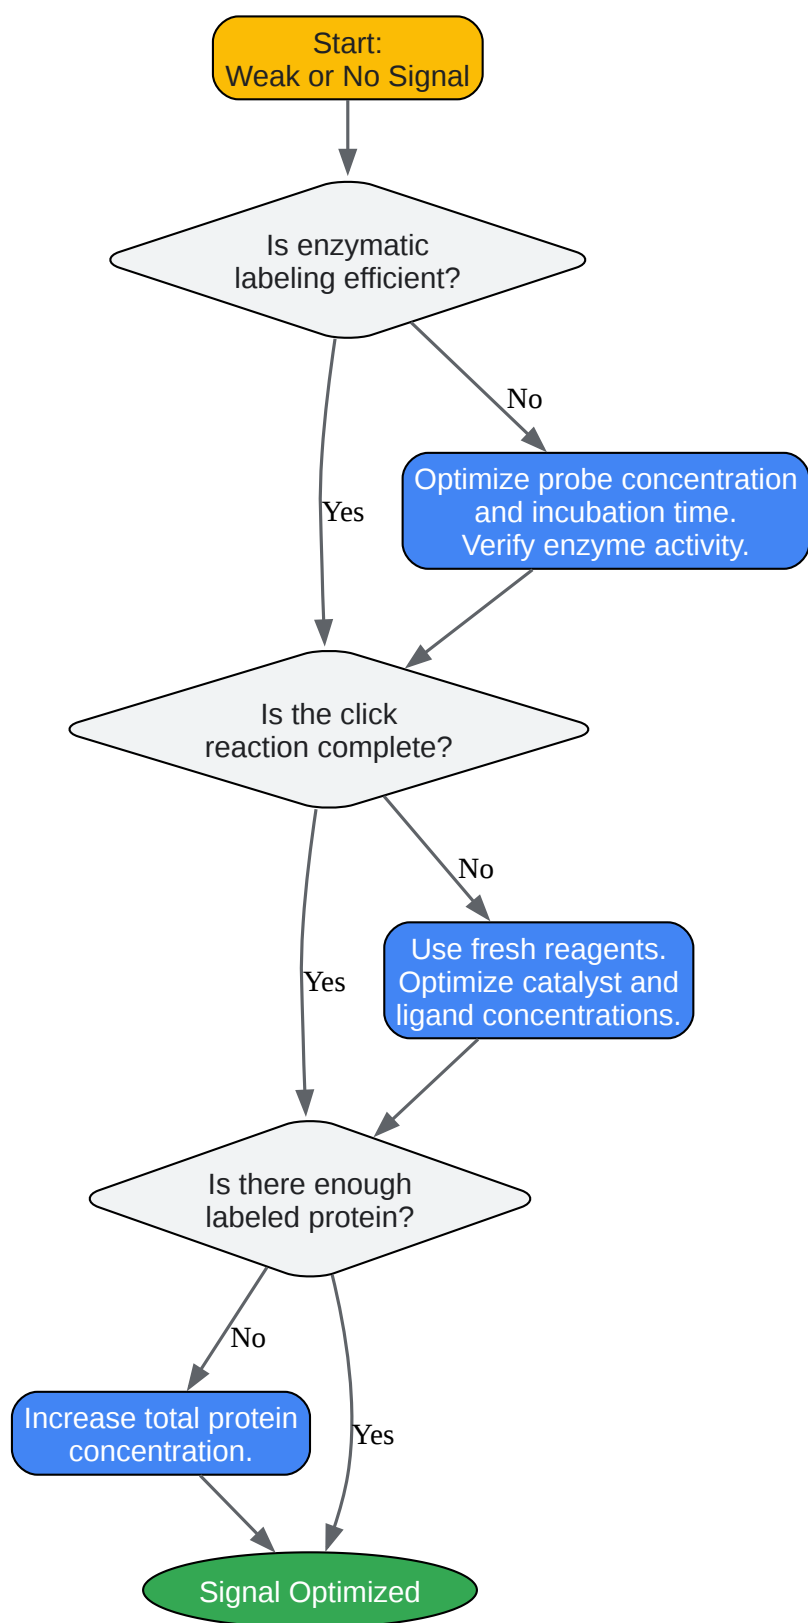 Start:
Weak or No Signal
Is enzymatic
labeling efficient?
No
Optimize probe concentration
and incubation time.
Verify enzyme activity.
Yes
Is the click
reaction complete?
No
Use fresh reagents.
Optimize catalyst and
ligand concentrations.
Yes
Is there enough
labeled protein?
No
Increase total protein
concentration.
Yes
Signal Optimized